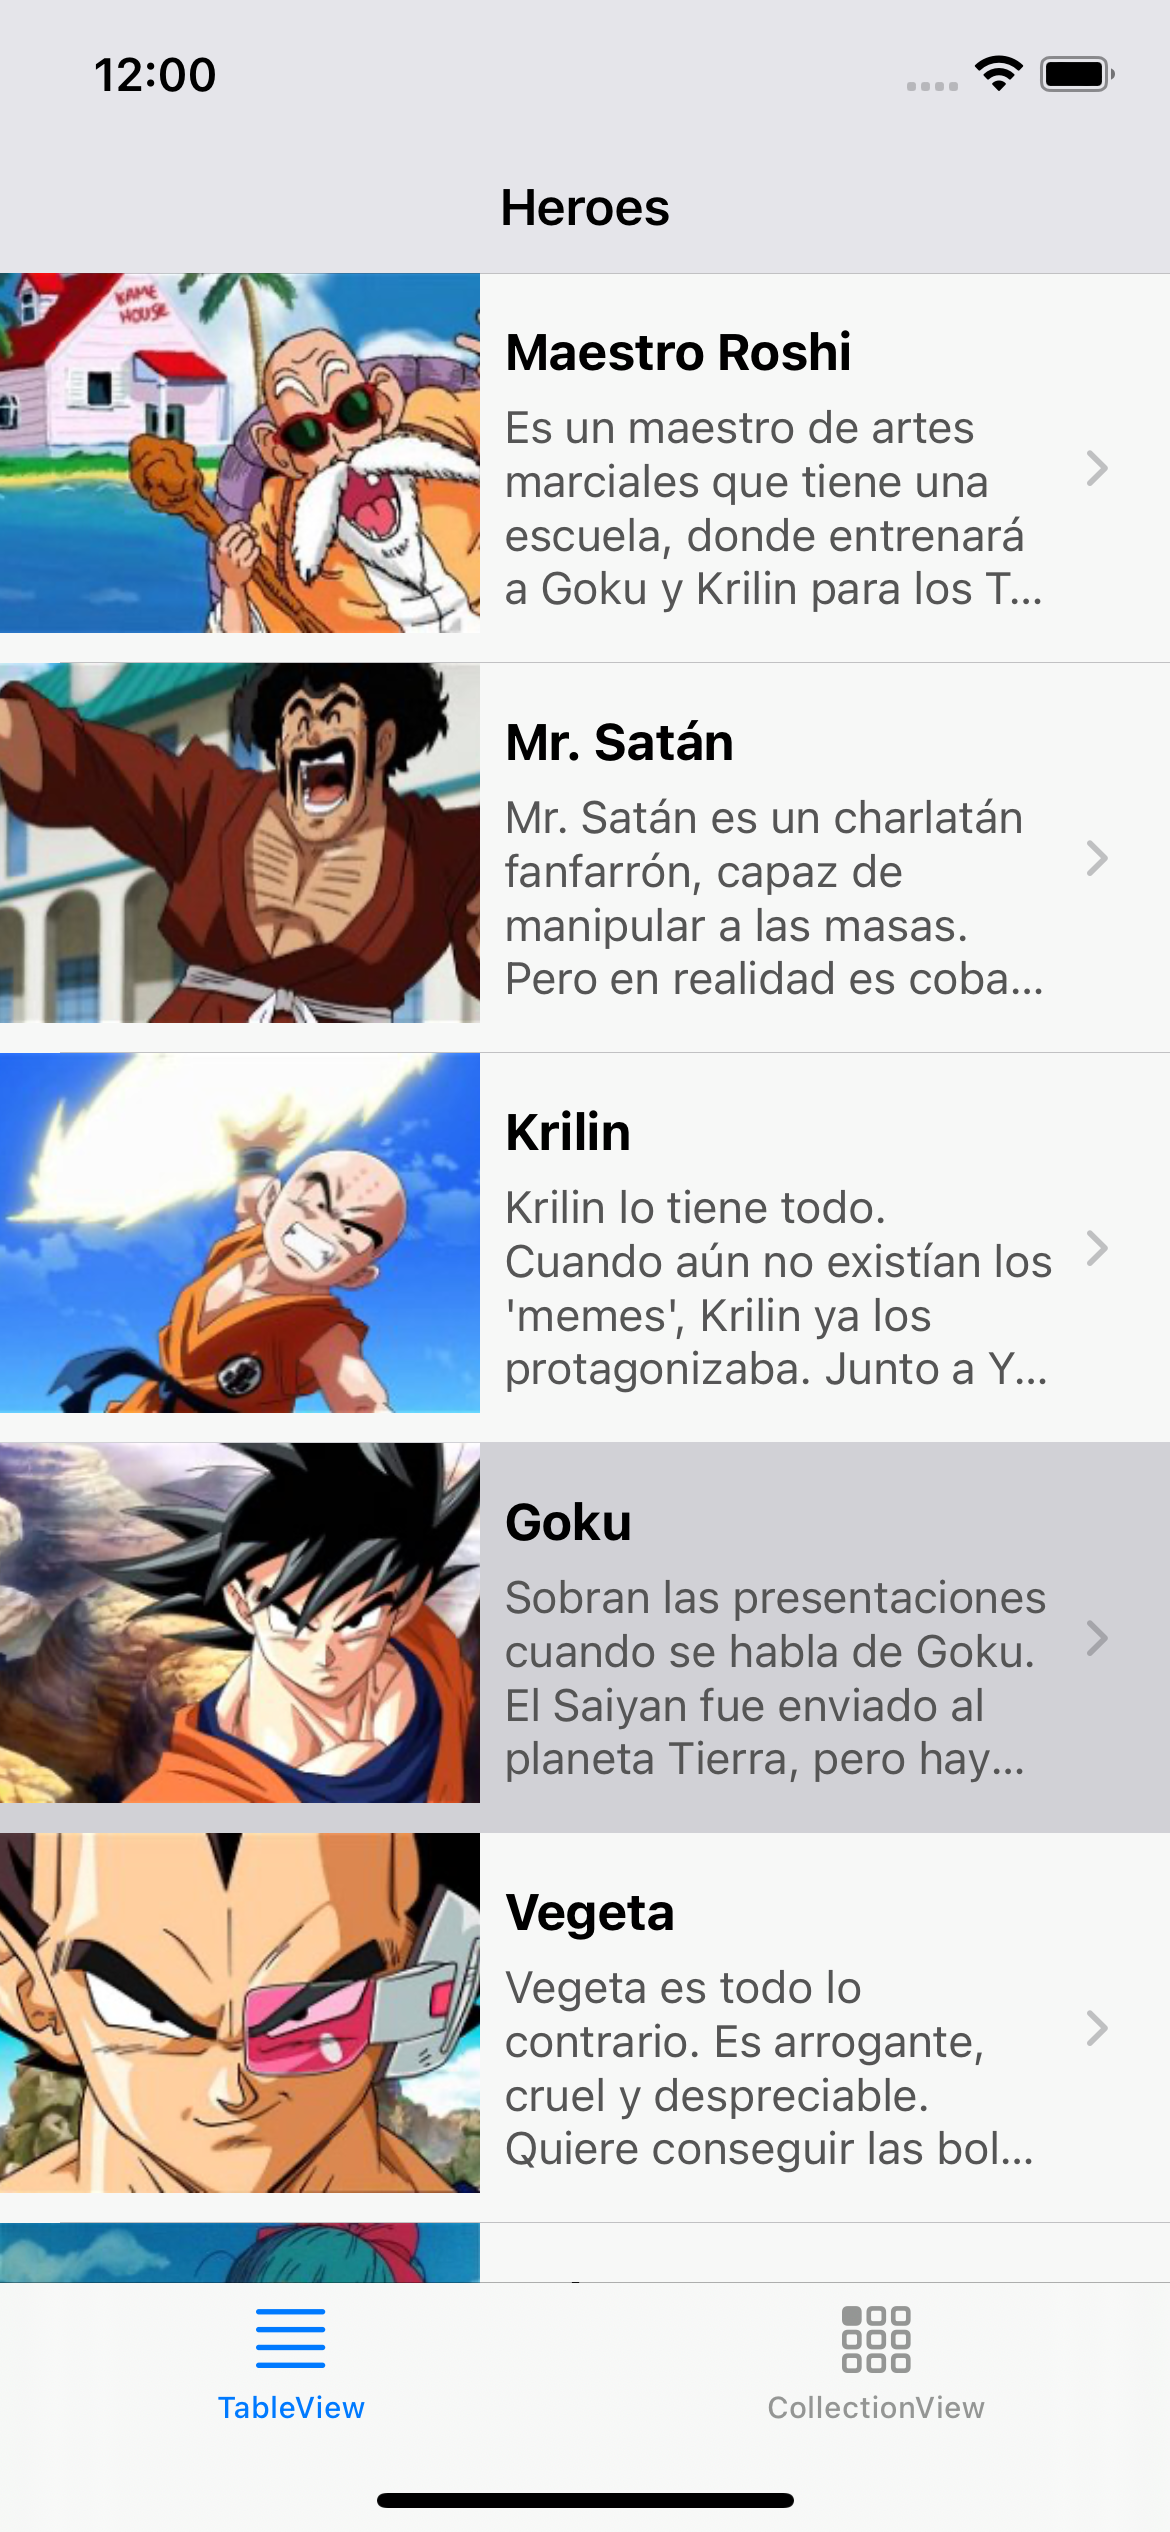 12:00
Heroes
KAME
HOUSE
Maestro Roshi
Es un maestro de artes
marciales que tiene una
escuela, donde entrenará
a Goku y Krilin para los T...
Mr. Satán
Mr. Satán es un charlatán
fanfarrón, capaz de
manipular a las masas.
Pero en realidad es coba...
Krilin
Krilin lo tiene todo.
Cuando aún no existían los
'memes', Krilin ya los
protagonizaba. Junto a Y...
Goku
Sobran las presentaciones
cuando se habla de Goku.
El Saiyan fue enviado al
planeta Tierra, pero hay...
Vegeta
Vegeta es todo lo
contrario. Es arrogante,
cruel y despreciable.
Quiere conseguir las bol...
TableView
CollectionView